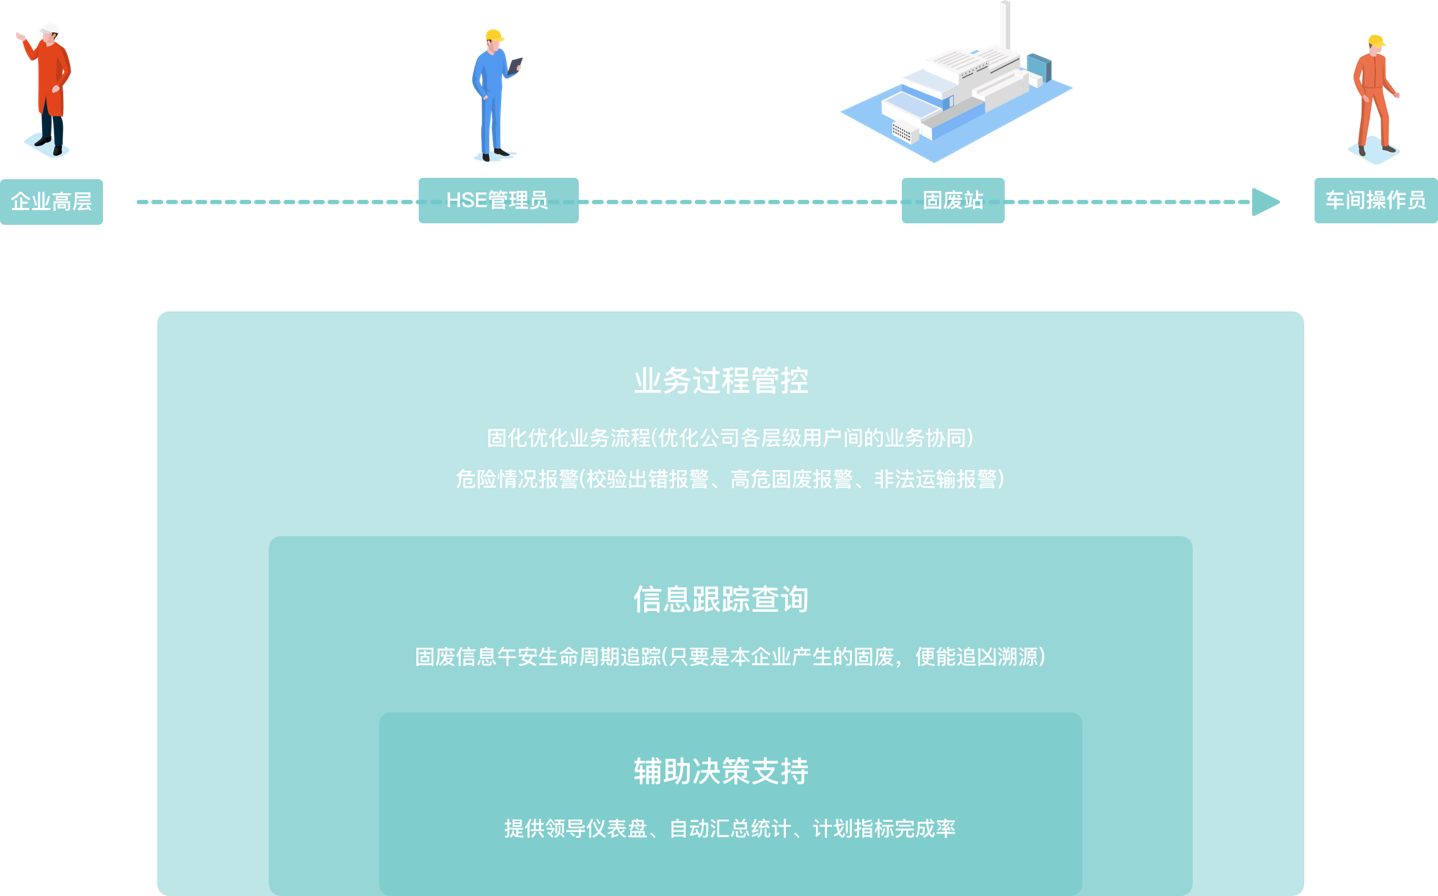 企业高层
HSE管理员
固废站
车间操作员
业务过程管控
固化优化业务流程(优化公司各层级用户间的业务协同)
危险情况报警(校验出错报警、高危固废报警、非法运输报警)
信息跟踪查询
固废信息午安生命周期追踪(只要是本企业产生的固废，便能追凶溯源)
辅助决策支持
提供领导仪表盘、自动汇总统计、计划指标完成率